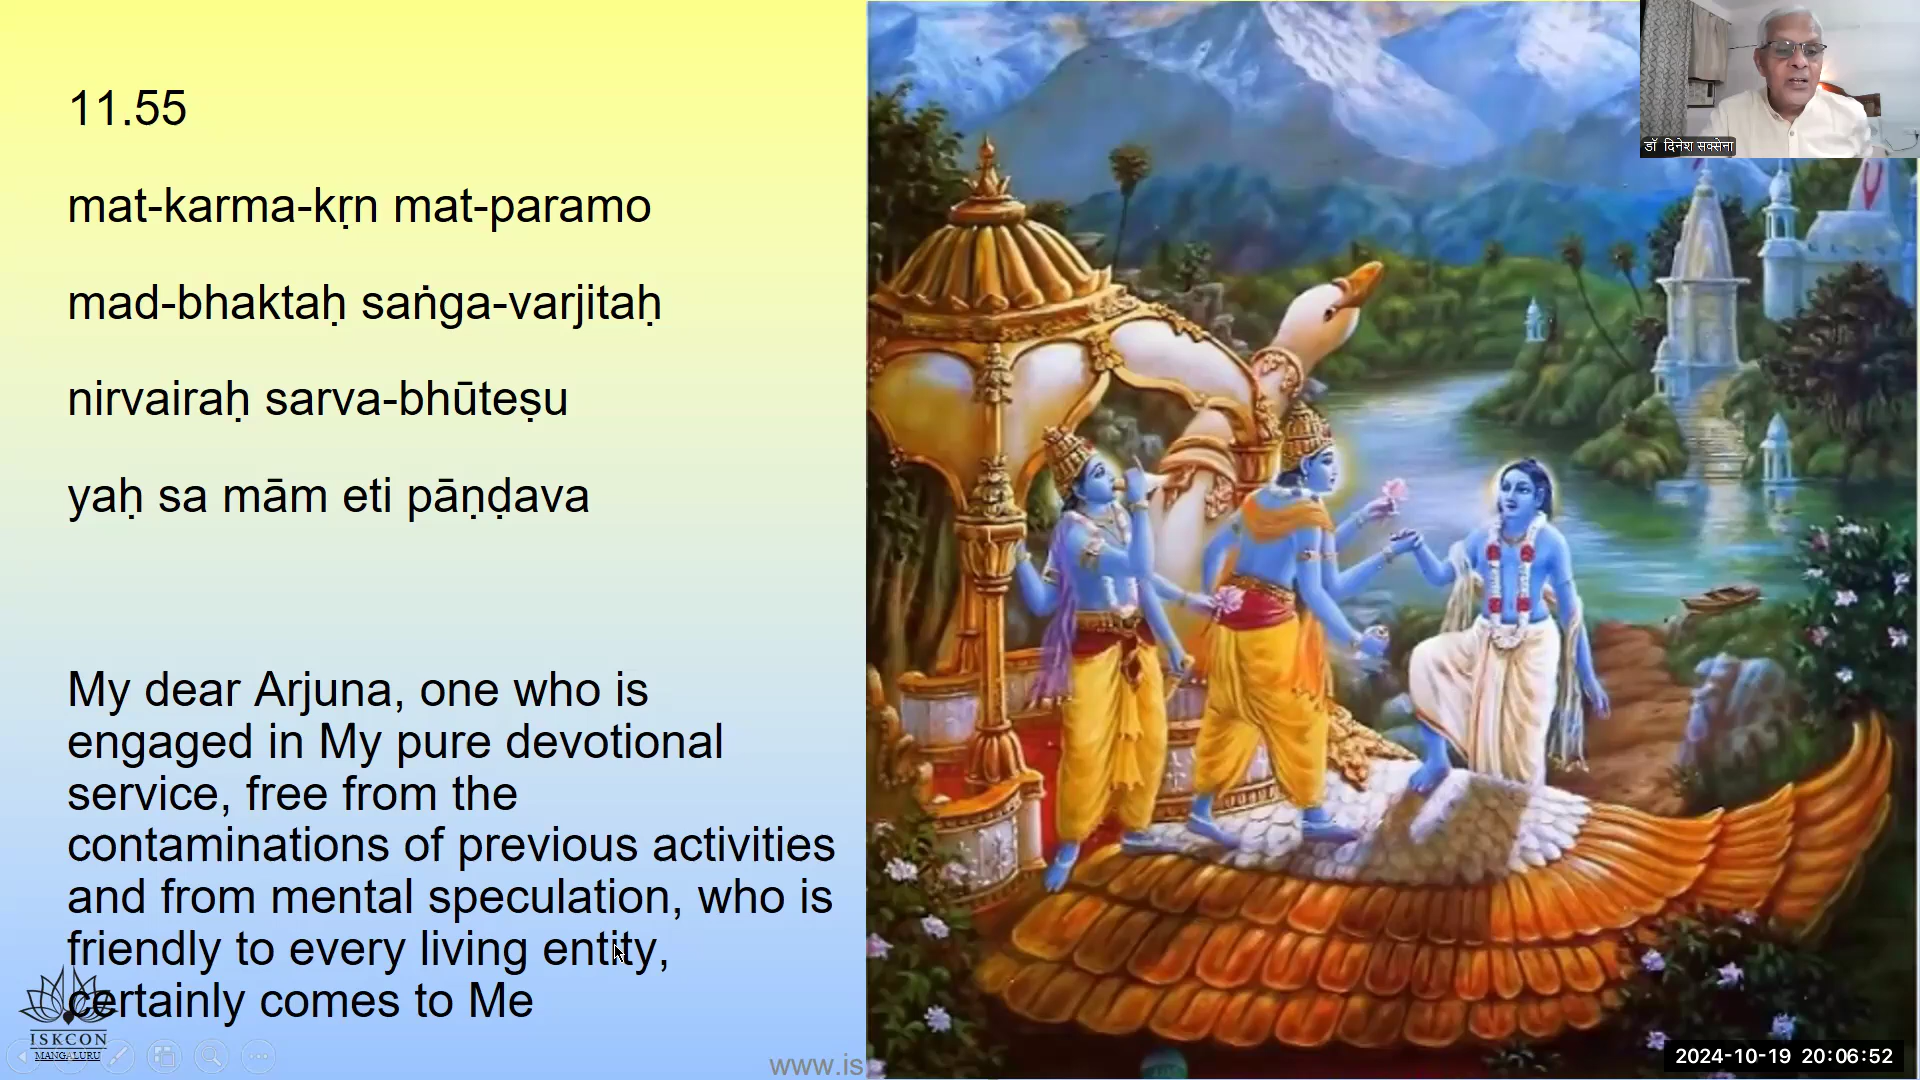 11.55
mat-karma-kṛn mat-paramo
mad-bhaktaḥ saṅga-varjitaḥ
nirvairaḥ sarva-bhūteṣu
yaḥ sa mām eti pāṇḍava
My dear Arjuna, one who is
engaged in My pure devotional
service, free from the
contaminations of previous activities
and from mental speculation, who is
friendly to every living entity,
certainly comes to Me
ISKCON
MANGALURU
www.is
डॉ दिनेश सक्सेना
2024-10-19 20:06:52